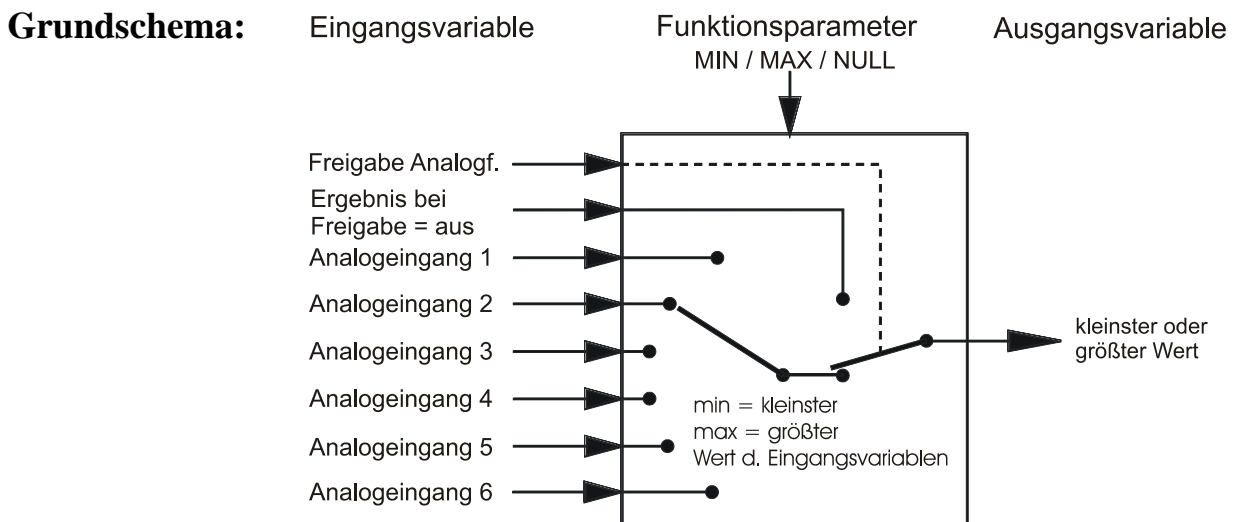 Grundschema:
Eingangsvariable
Funktionsparameter
Ausgangsvariable
MIN / MAX / NULL
Freigabe Analogf.
Ergebnis bei
Freigabe = aus
Analogeingang 1
Analogeingang 2
Analogeingang 3
Analogeingang 4
Analogeingang 5
Analogeingang 6
min = kleinster
max = größter
Wert d. Eingangsvariablen
kleinster oder
größter Wert